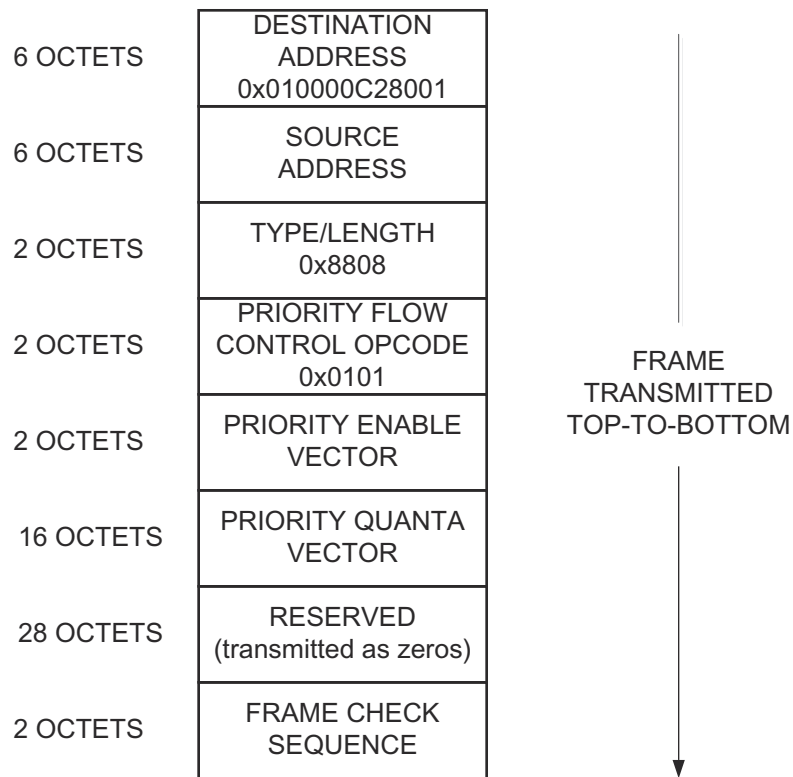 6 OCTETS
DESTINATION
ADDRESS
0x010000C28001
6 OCTETS
SOURCE
ADDRESS
2 OCTETS
TYPE/LENGTH
0x8808
2 OCTETS
PRIORITY FLOW
CONTROL OPCODE
0x0101
2 OCTETS
PRIORITY ENABLE
VECTOR
16 OCTETS
PRIORITY QUANTA
VECTOR
28 OCTETS
RESERVED
(transmitted as zeros)
2 OCTETS
FRAME CHECK
SEQUENCE
FRAME
TRANSMITTED
TOP-TO-BOTTOM